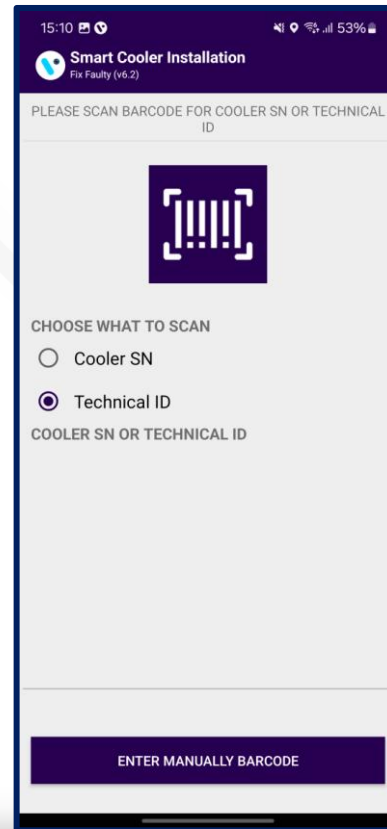 15:10 53%
Smart Cooler Installation
Fix Faulty (v6.2)
PLEASE SCAN BARCODE FOR COOLER SN OR TECHNICAL
ID
CHOOSE WHAT TO SCAN
Cooler SN
Technical ID
COOLER SN OR TECHNICAL ID
ENTER MANUALLY BARCODE